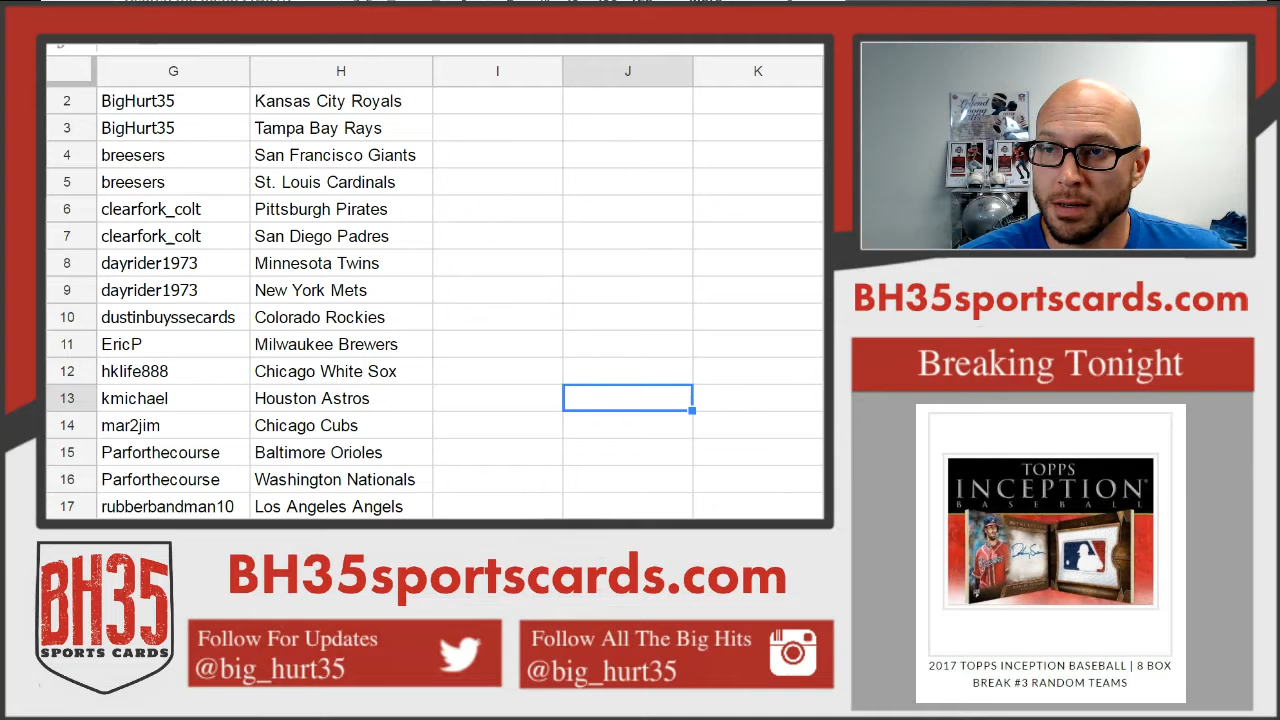 G H I J K
2 BigHurt35 Kansas City Royals
3 BigHurt35 Tampa Bay Rays
4 breesers San Francisco Giants
5 breesers St. Louis Cardinals
6 clearfork_colt Pittsburgh Pirates
7 clearfork_colt San Diego Padres
8 dayrider1973 Minnesota Twins
9 dayrider1973 New York Mets
10 dustinbuyssecards Colorado Rockies
11 EricP Milwaukee Brewers
12 hklife888 Chicago White Sox
13 kmichael Houston Astros
14 mar2jim Chicago Cubs
15 Parforthecourse Baltimore Orioles
16 Parforthecourse Washington Nationals
17 rubberbandman10 Los Angeles Angels
BH35sportscards.com
Breaking Tonight
TOPPS
INCEPTION
BASEBALL
2017 TOPPS INCEPTION BASEBALL | 8 BOX
BREAK #3 RANDOM TEAMS
BH35
SPORTS CARDS
BH35sportscards.com
Follow For Updates
@big_hurt35
Follow All The Big Hits
@big_hurt35